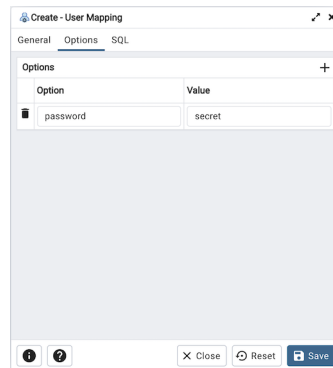 Create - User Mapping
General Options SQL
Options
Option Value
password secret
Close Reset Save